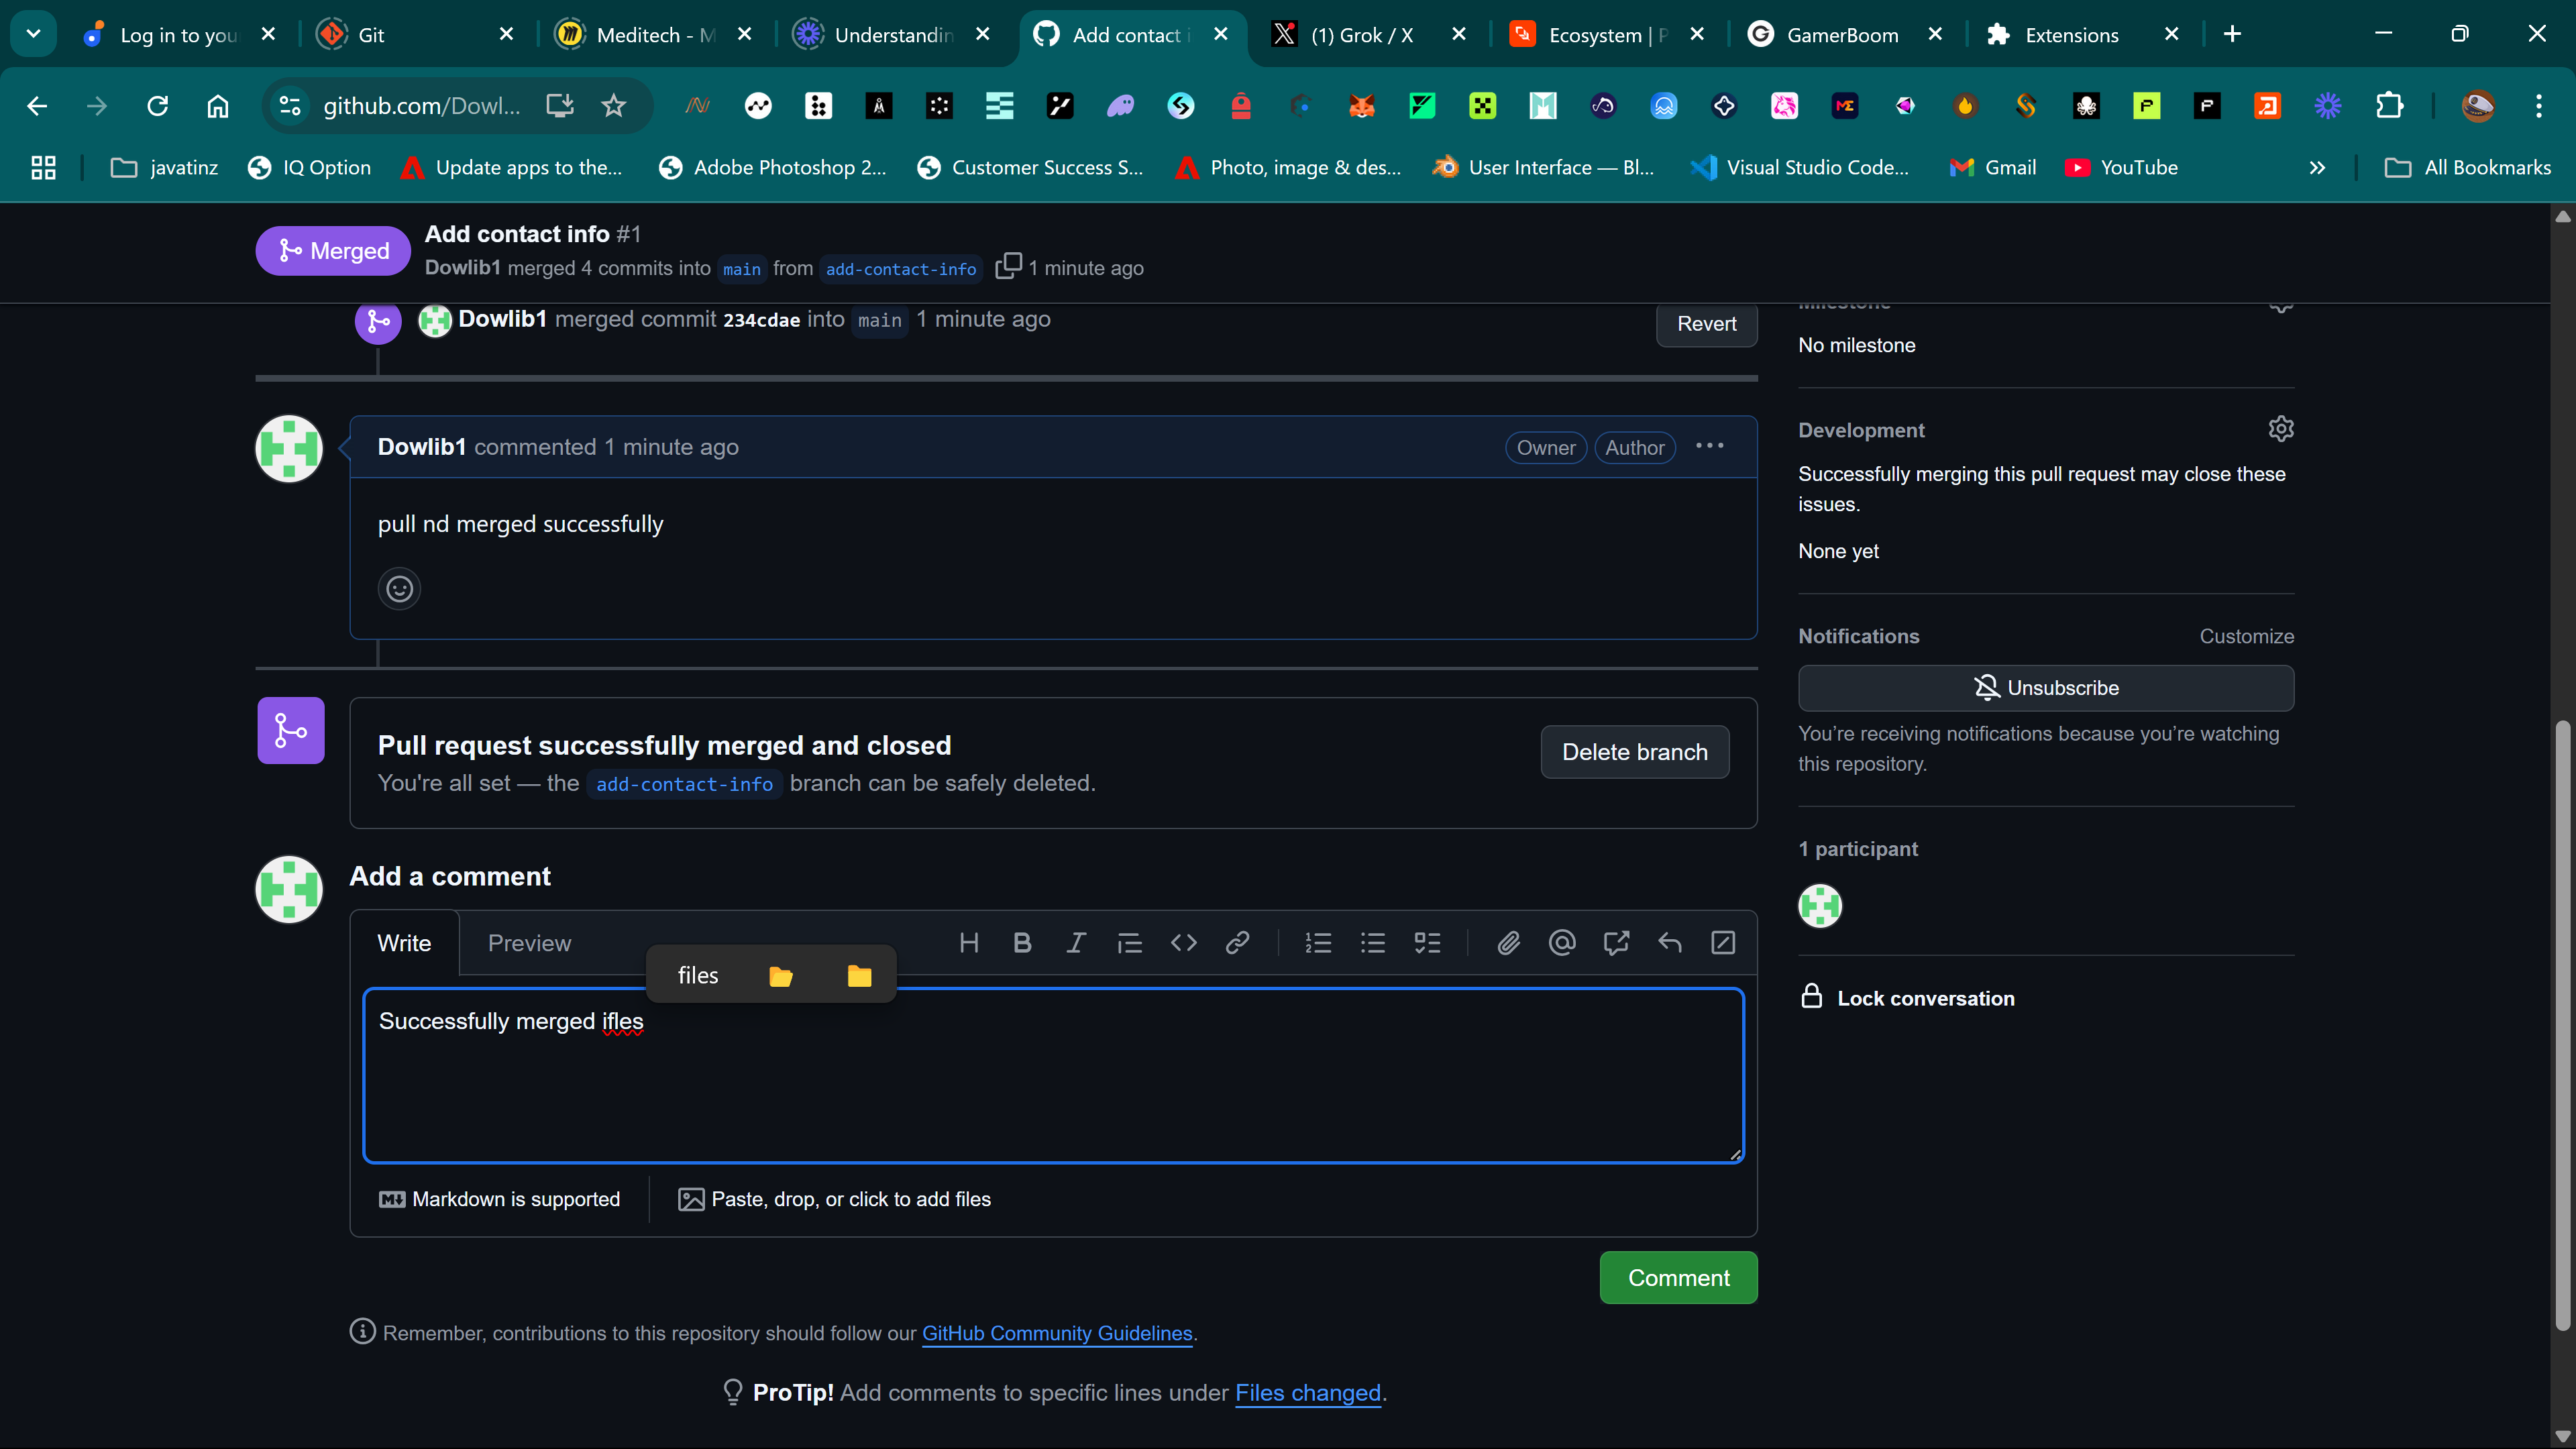 Log in to you
Git
Meditech - M
Understandin
Add contact i
(1) Grok / X
Ecosystem | P
GamerBoom
Extensions
github.com/Dowl...
javatinz
IQ Option
Update apps to the...
Adobe Photoshop 2...
Customer Success S...
Photo, image & des...
User Interface — Bl...
Visual Studio Code...
Gmail
YouTube
All Bookmarks
Merged
Add contact info #1
Dowlib1 merged 4 commits into main from add-contact-info 1 minute ago
Dowlib1 merged commit 234cdae into main 1 minute ago
Revert
Dowlib1 commented 1 minute ago
Owner
Author
pull nd merged successfully
Pull request successfully merged and closed
You're all set — the add-contact-info branch can be safely deleted.
Delete branch
Add a comment
Write
Preview
files
Successfully merged ifles
Markdown is supported
Paste, drop, or click to add files
Comment
Remember, contributions to this repository should follow our GitHub Community Guidelines.
ProTip! Add comments to specific lines under Files changed.
No milestone
Development
Successfully merging this pull request may close these
issues.
None yet
Notifications
Customize
Unsubscribe
You're receiving notifications because you're watching
this repository.
1 participant
Lock conversation